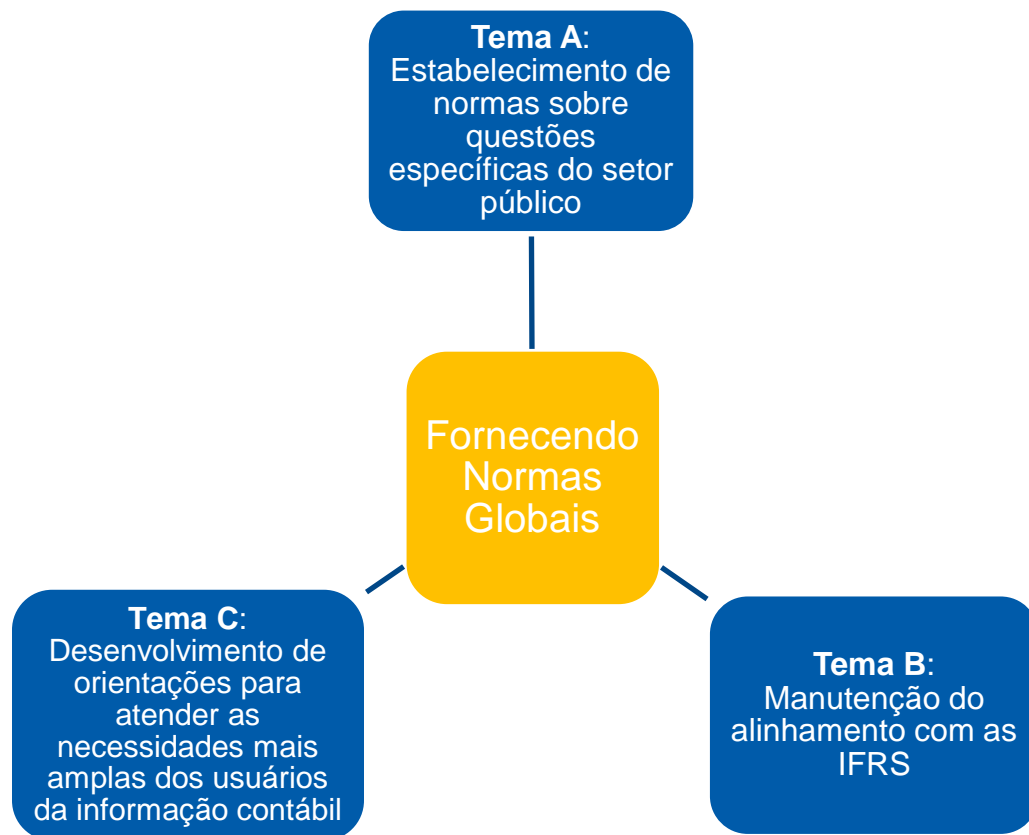 Tema A:
Estabelecimento de
normas sobre
questões
específicas do setor
público
Fornecendo
Normas
Globais
Tema C:
Desenvolvimento de
orientações para
atender as
necessidades mais
amplas dos usuários
da informação contábil
Tema B:
Manutenção do
alinhamento com as
IFRS